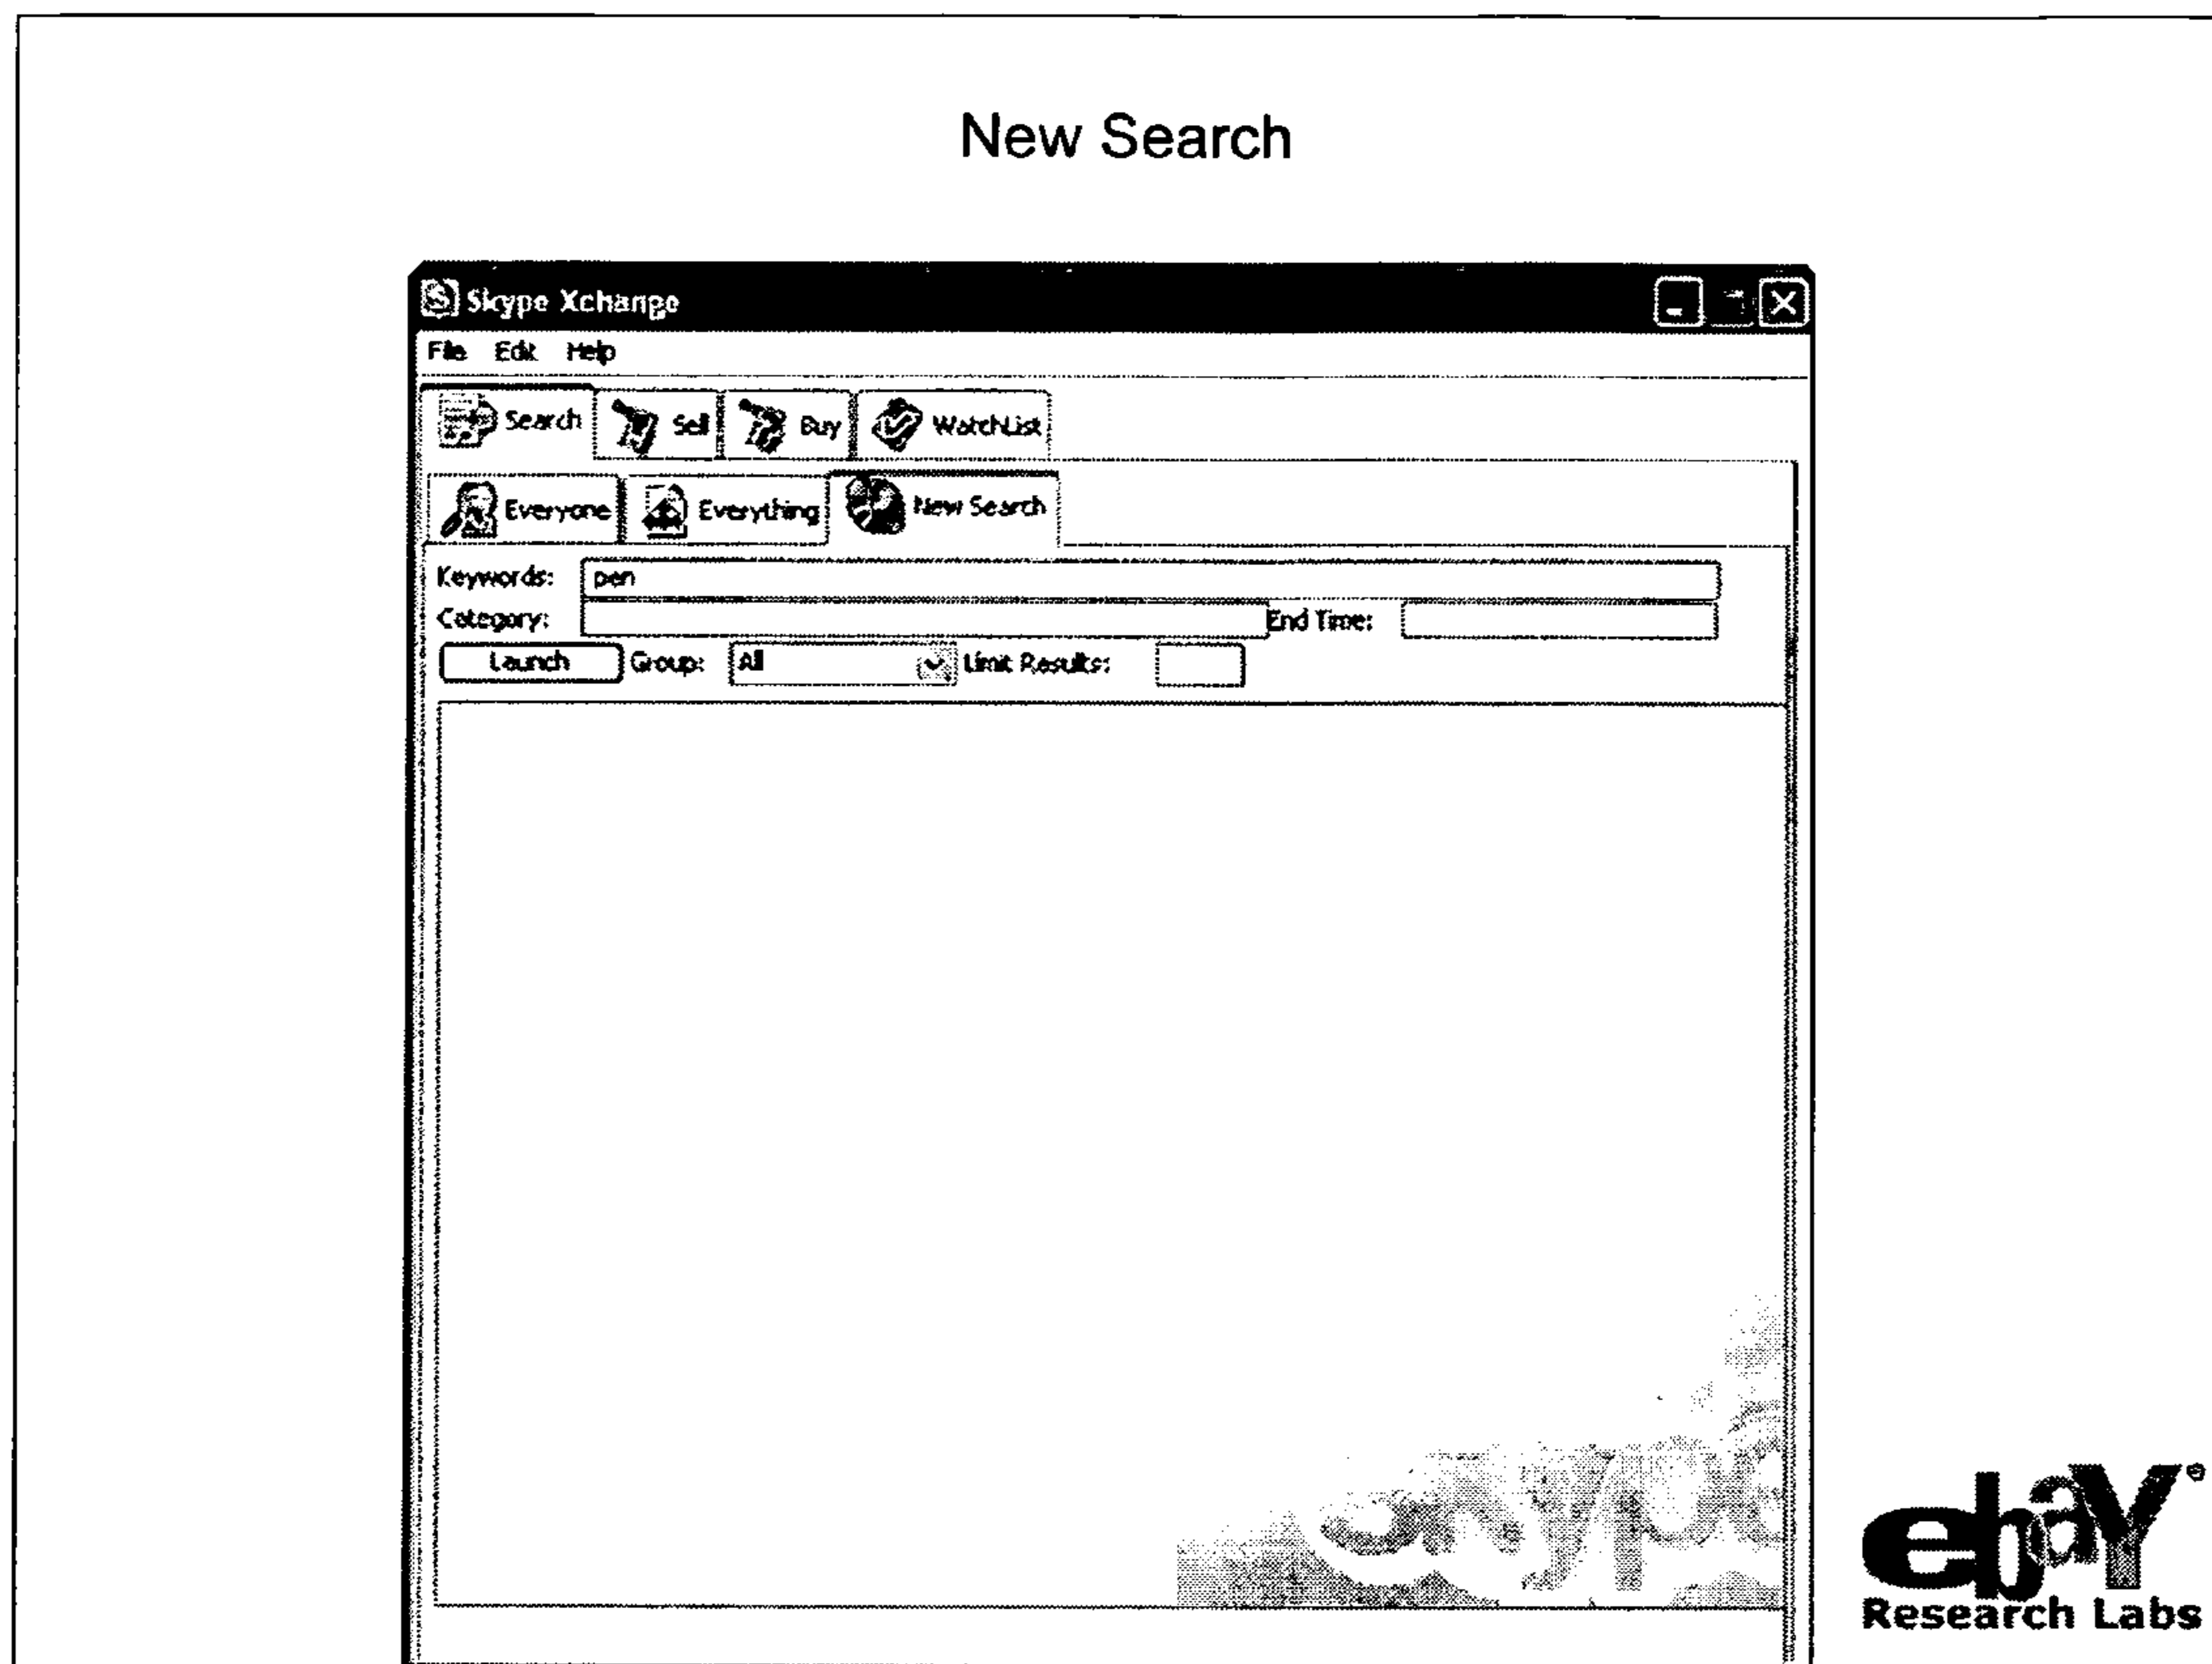 New Search
Skype Xchange
File Edit Help
Search Sell Buy WatchList
Everyone Everything New Search
Keywords: pen
Category: End Time:
Launch Group: All Limit Results:
skype
ebaY®
Research Labs